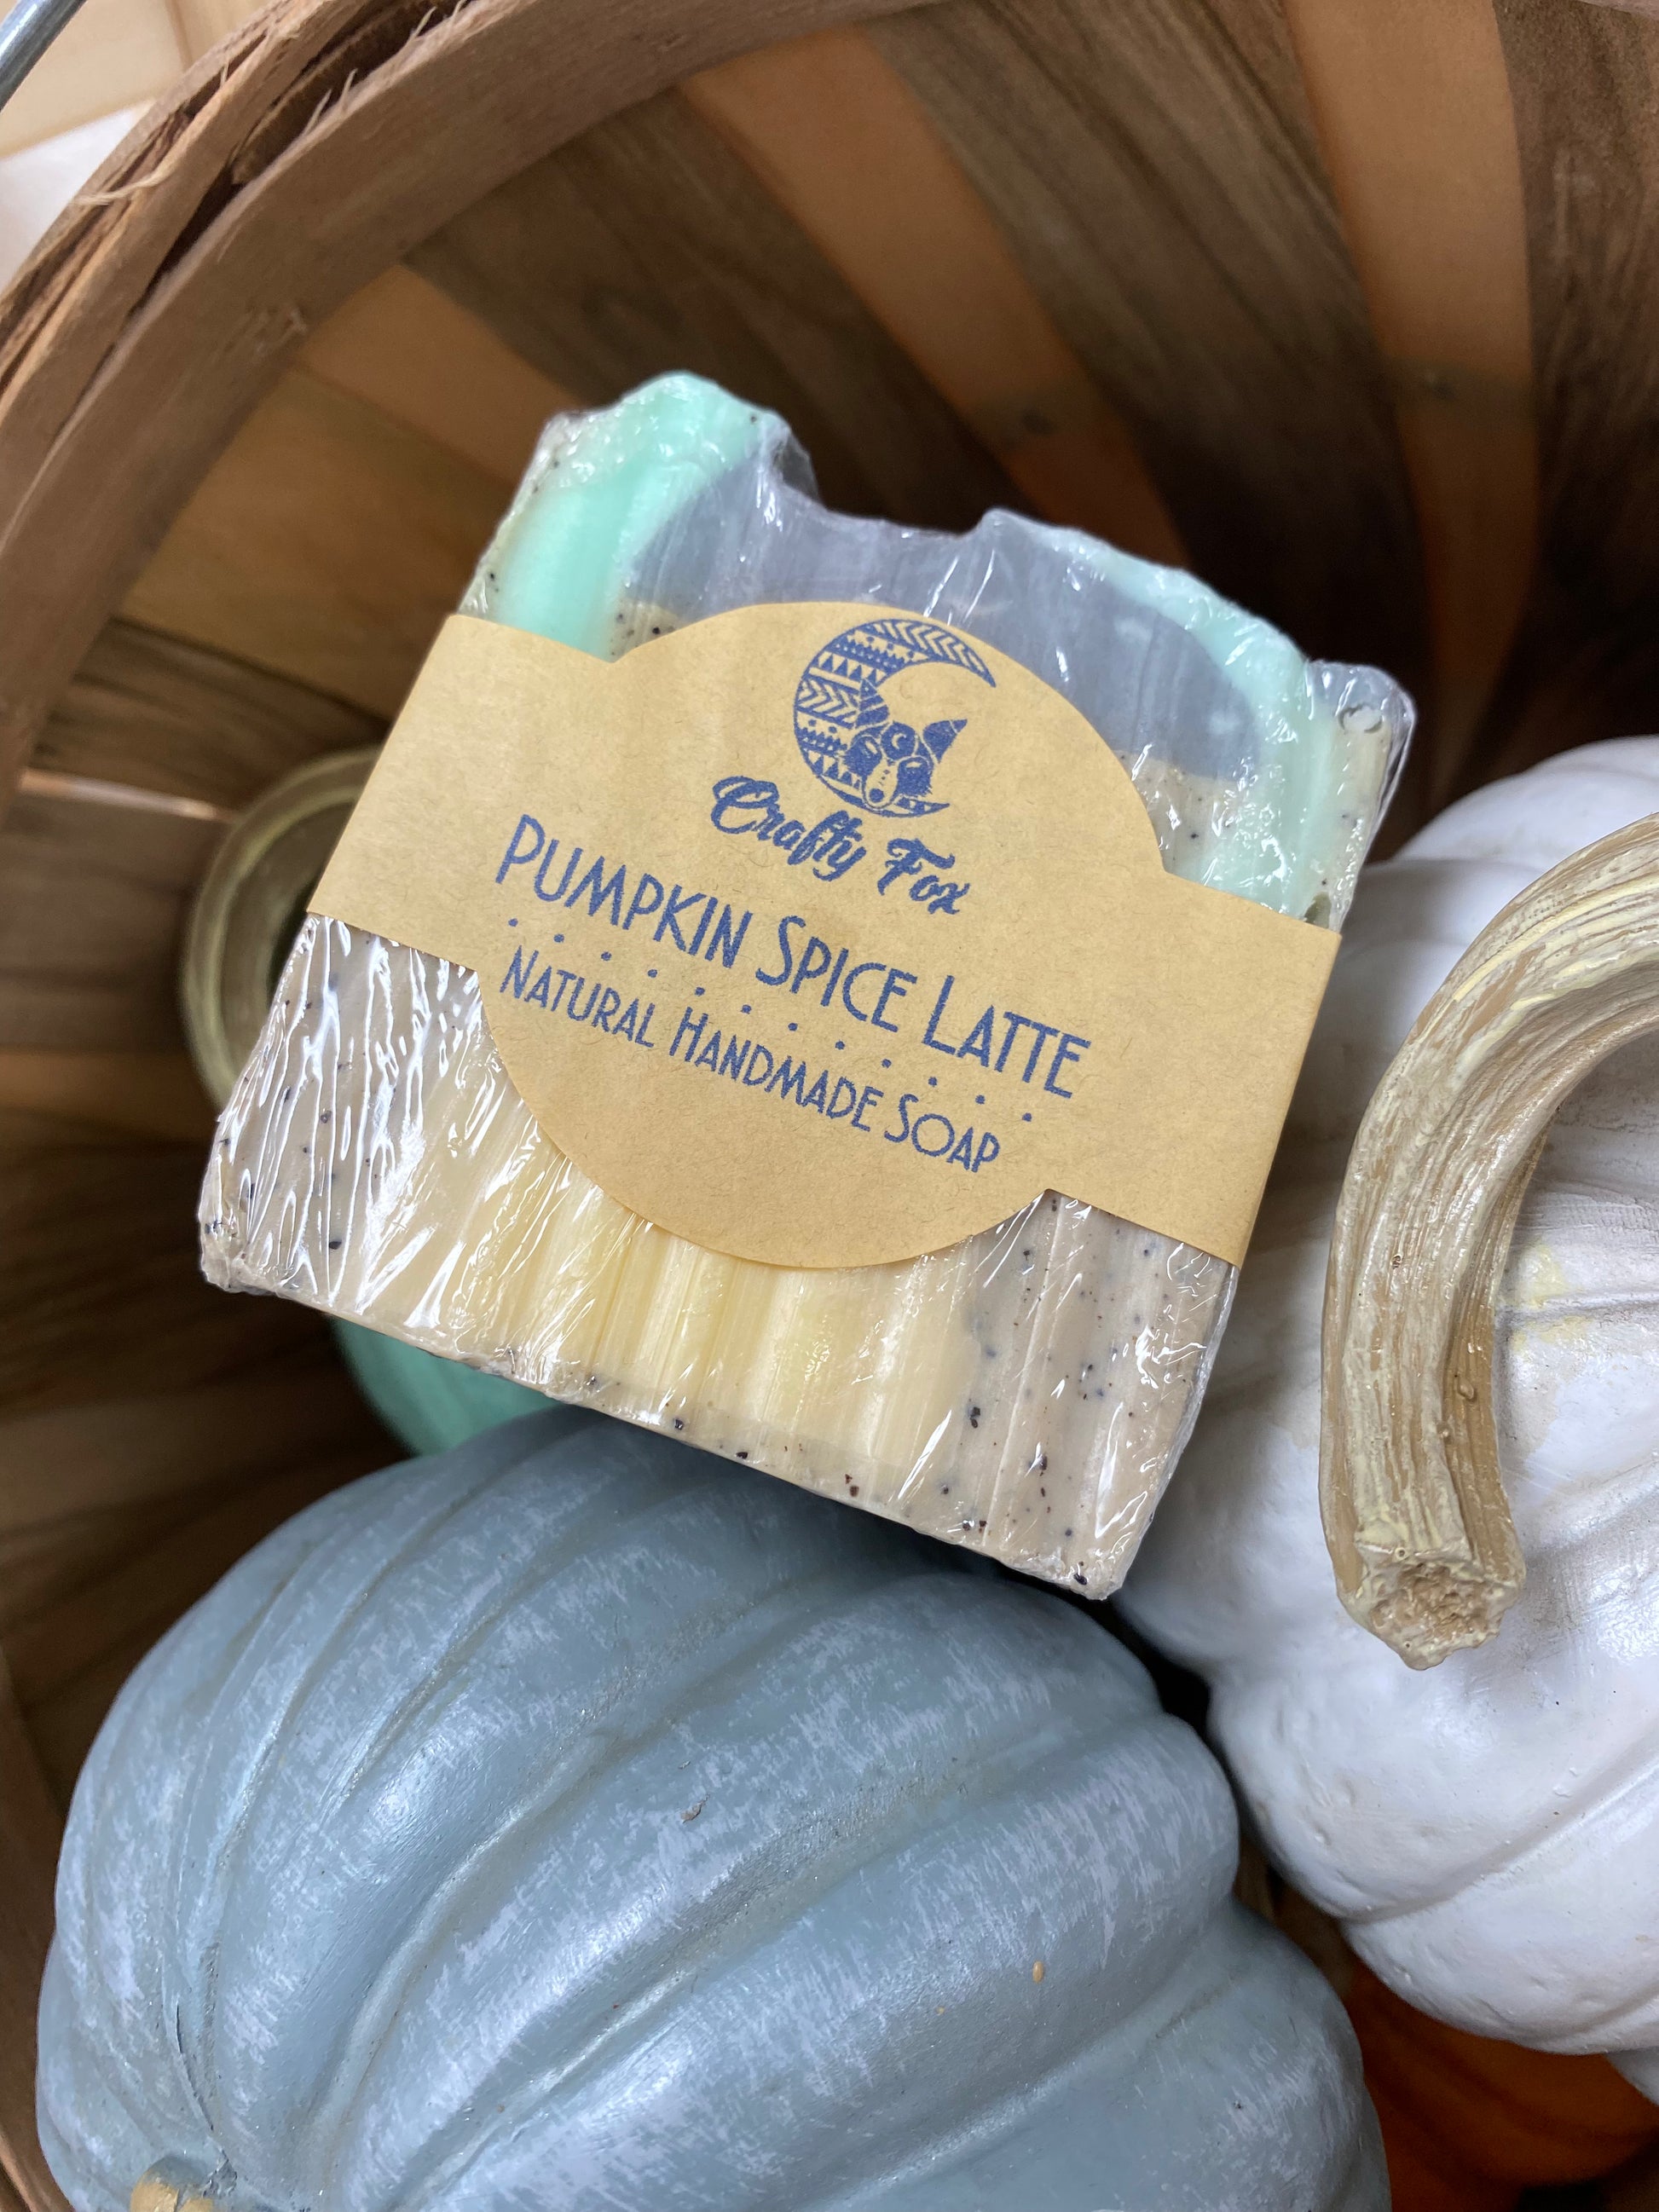 Crafty Fox
PUMPKIN SPICE LATTE
NATURAL HANDMADE SOAP